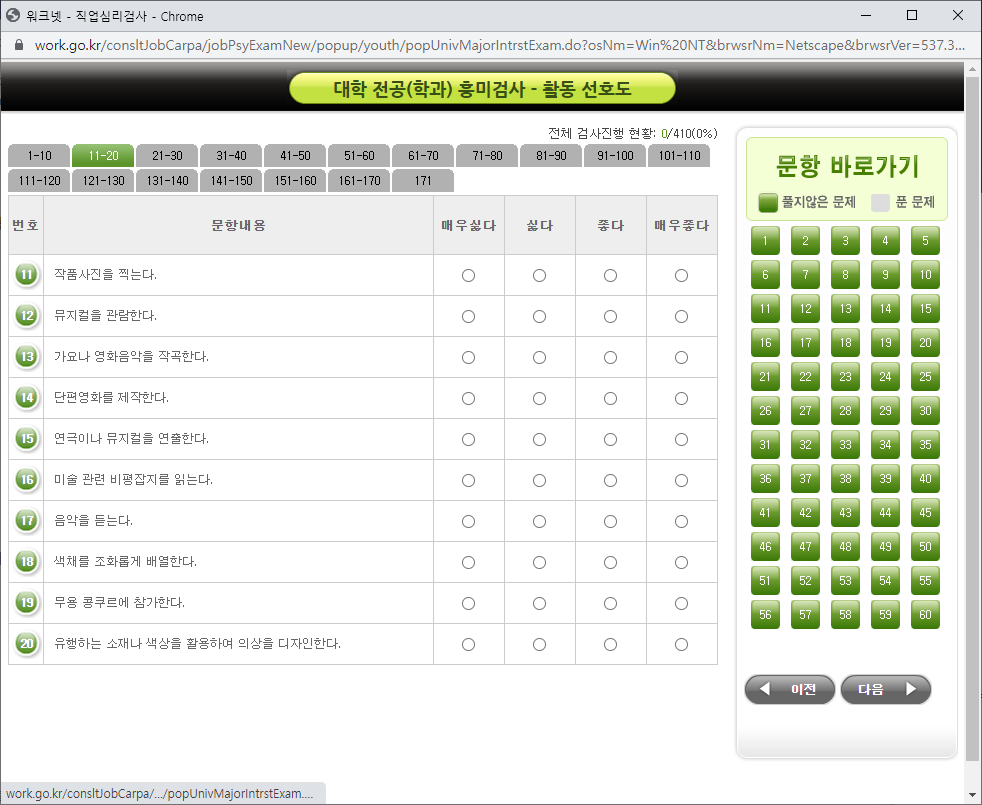 워크넷 - 직업심리검사 - Chrome
work.go.kr/consltJobCarpa/jobPsyExamNew/popup/youth/popUnivMajorIntrstExam.do?osNm=Win%20NT&brwsrNm=Netscape&brwsrVer=537.3...
대학 전공(학과) 흥미검사 - 활동 선호도
전체 검사진행 현황: 0/410(0%)
1-10 11-20 21-30 31-40 41-50 51-60 61-70 71-80 81-90 91-100 101-110
111-120 121-130 131-140 141-150 151-160 161-170 171
번호 문항내용 매우싫다 싫다 좋다 매우좋다
11 작품사진을 찍는다.
12 뮤지컬을 관람한다.
13 가요나 영화음악을 작곡한다.
14 단편영화를 제작한다.
15 연극이나 뮤지컬을 연출한다.
16 미술 관련 비평잡지를 읽는다.
17 음악을 듣는다.
18 색채를 조화롭게 배열한다.
19 무용 콩쿠르에 참가한다.
20 유행하는 소재나 색상을 활용하여 의상을 디자인한다.
문항 바로가기
풀지않은 문제 푼 문제
1 2 3 4 5
6 7 8 9 10
11 12 13 14 15
16 17 18 19 20
21 22 23 24 25
26 27 28 29 30
31 32 33 34 35
36 37 38 39 40
41 42 43 44 45
46 47 48 49 50
51 52 53 54 55
56 57 58 59 60
이전 다음
work.go.kr/consltJobCarpa/.../popUnivMajorIntrstExam....